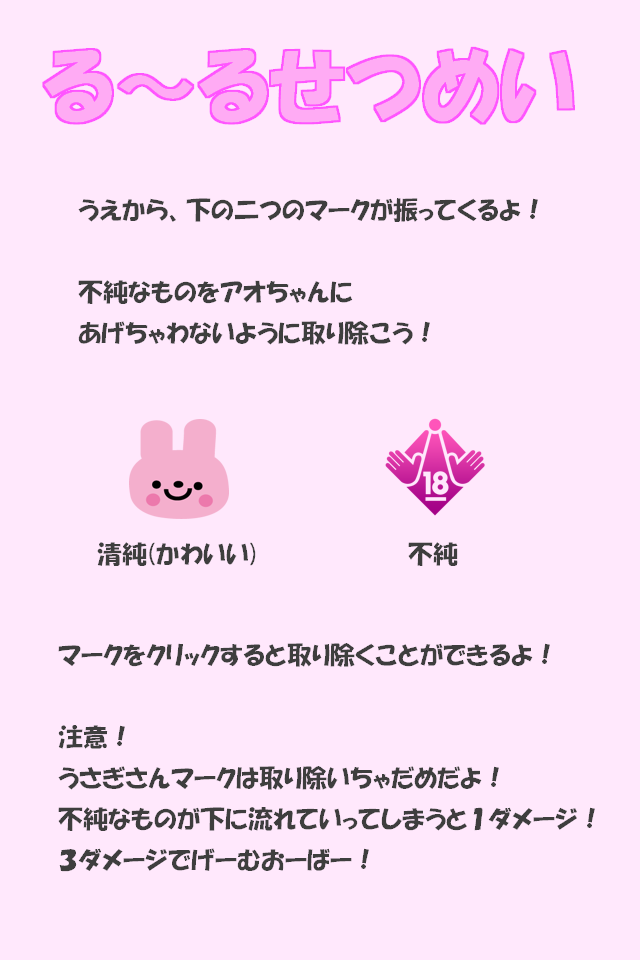 る～るせつめい
うえから、下の二つのマークが振ってくるよ！
不純なものをアオちゃんに
あげちゃわないように取り除こう！
18
清純(かわいい)
不純
マークをクリックすると取り除くことができるよ！
注意！
うさぎさんマークは取り除いちゃだめだよ！
不純なものが下に流れていってしまうと1ダメージ！
3ダメージでげーむおーばー！